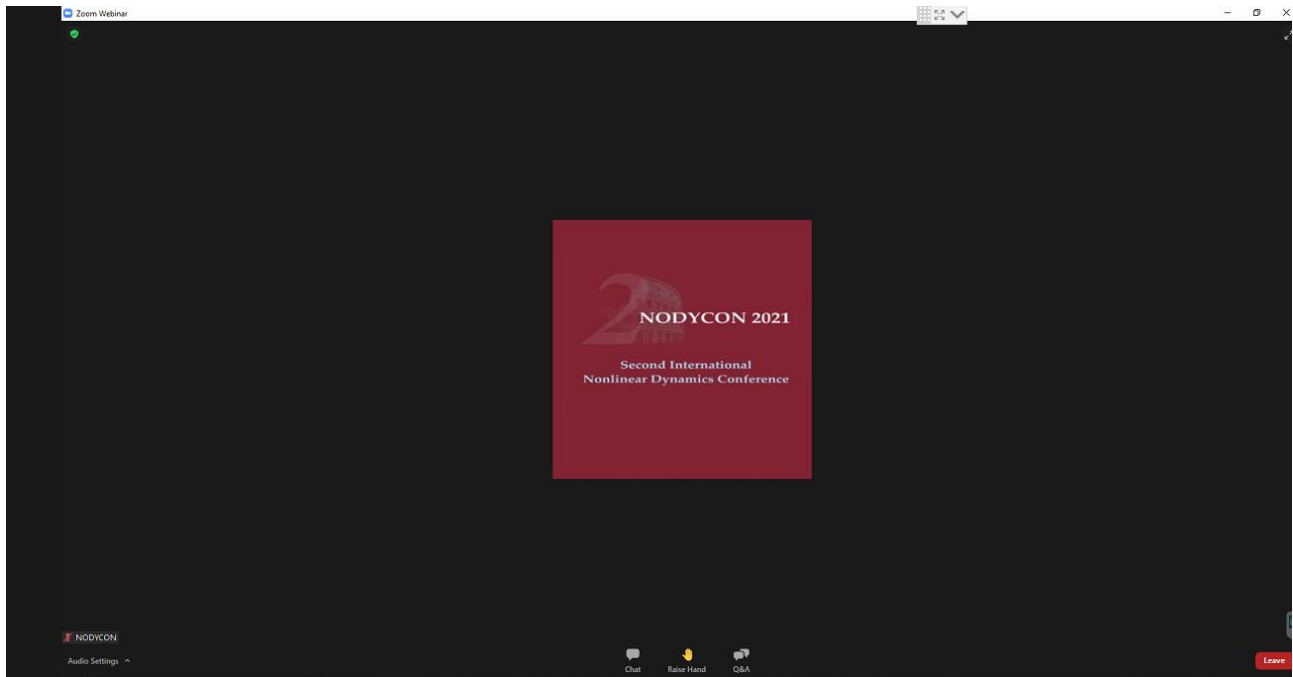 Zoom Webinar
NODYCON 2021
Second International
Nonlinear Dynamics Conference
NODYCON
Audio Settings
Chat
Raise Hand
Q&A
Leave